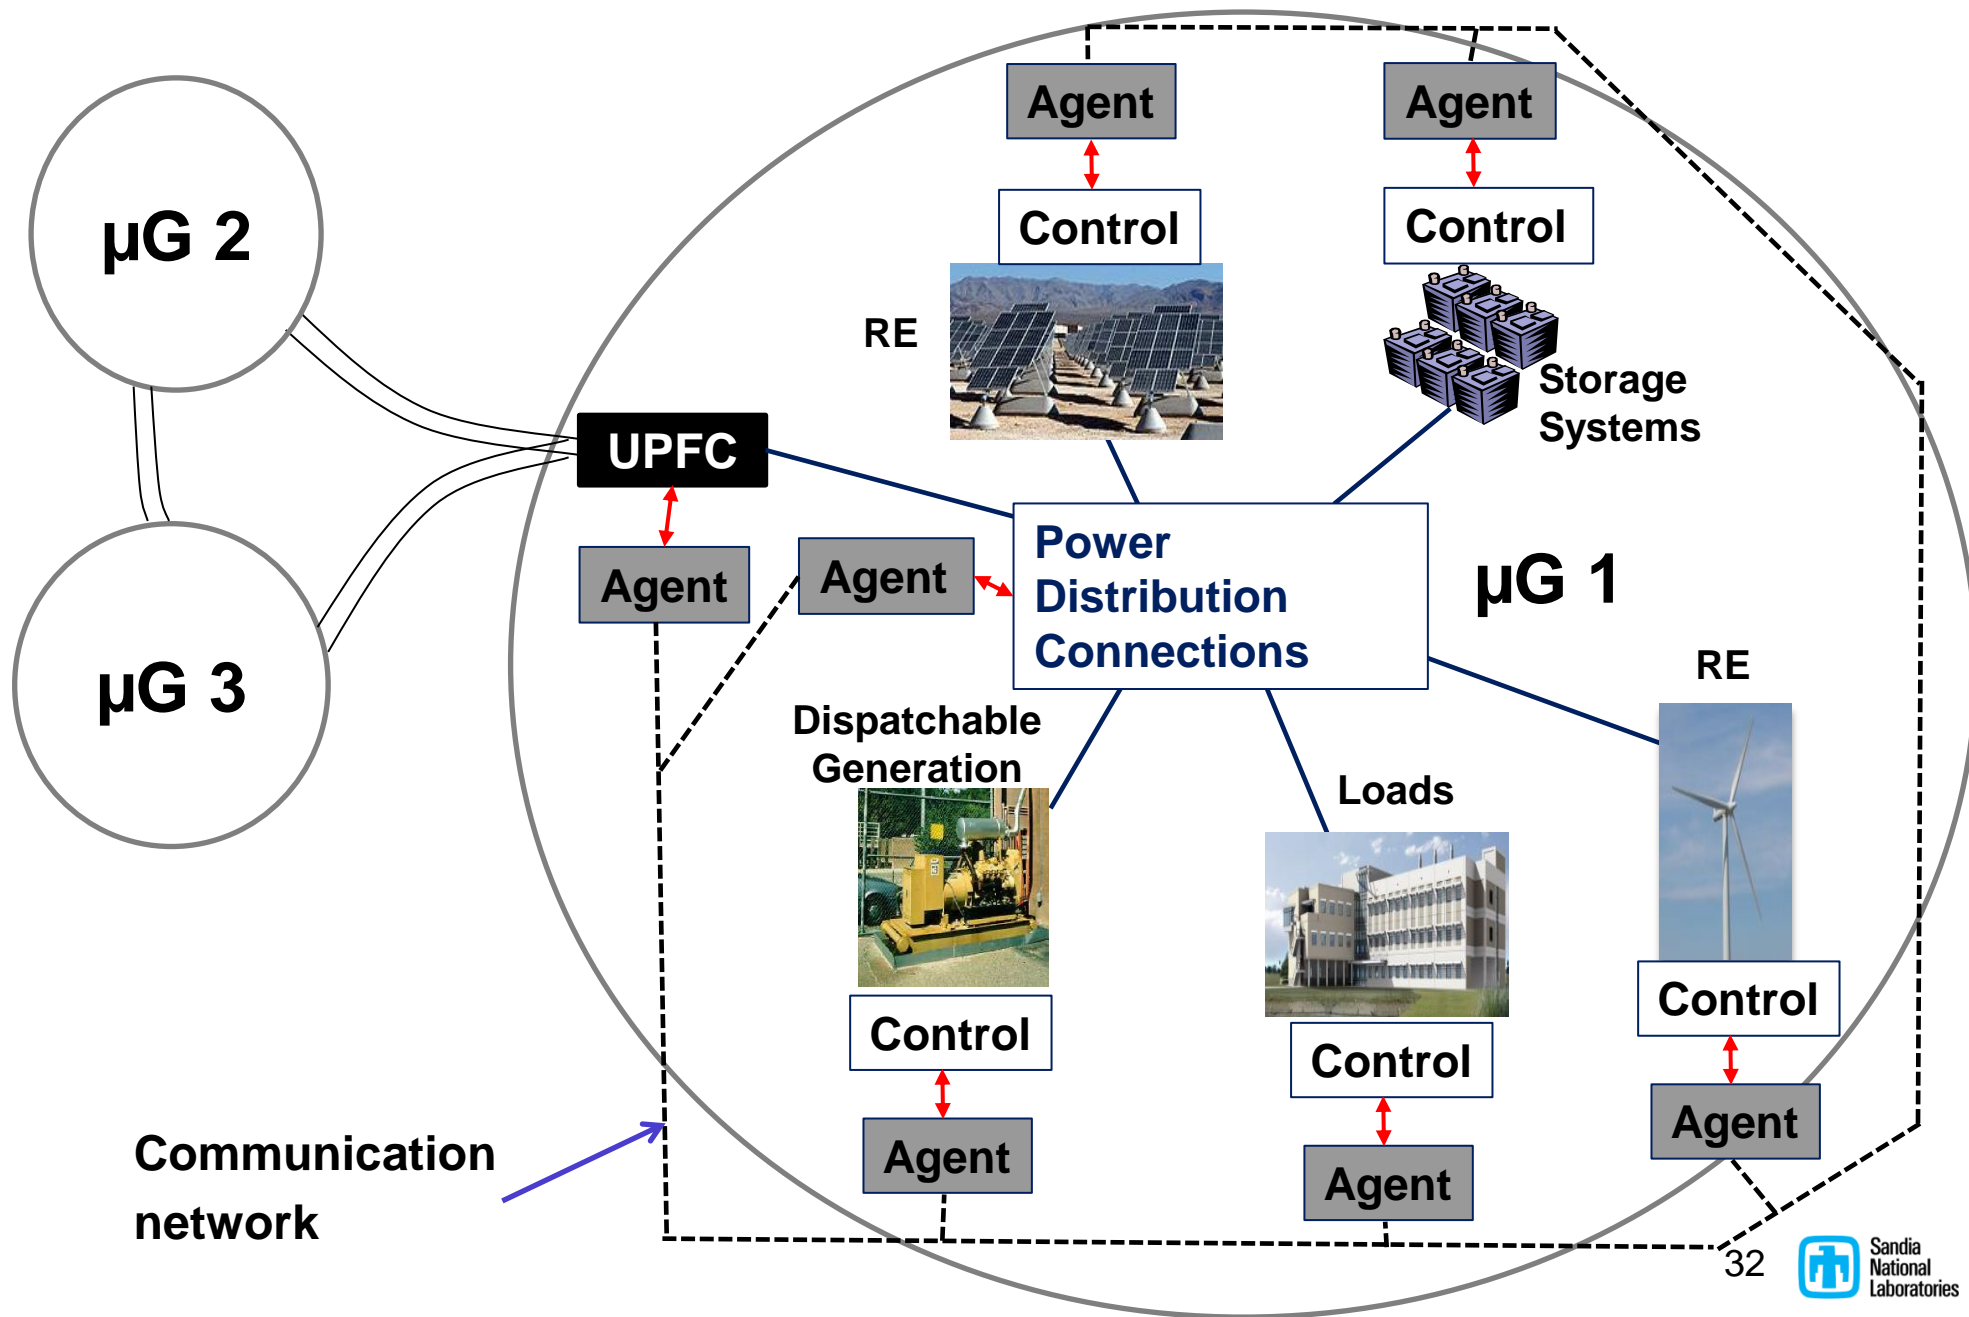 Agent
Agent
Control
Control
µG 2
RE
Storage
Systems
UPFC
Power
Distribution
Connections
Agent
Agent
µG 1
µG 3
RE
Dispatchable
Generation
Loads
Control
Control
Control
Agent
Agent
Agent
Communication
network
32
Sandia
National
Laboratories